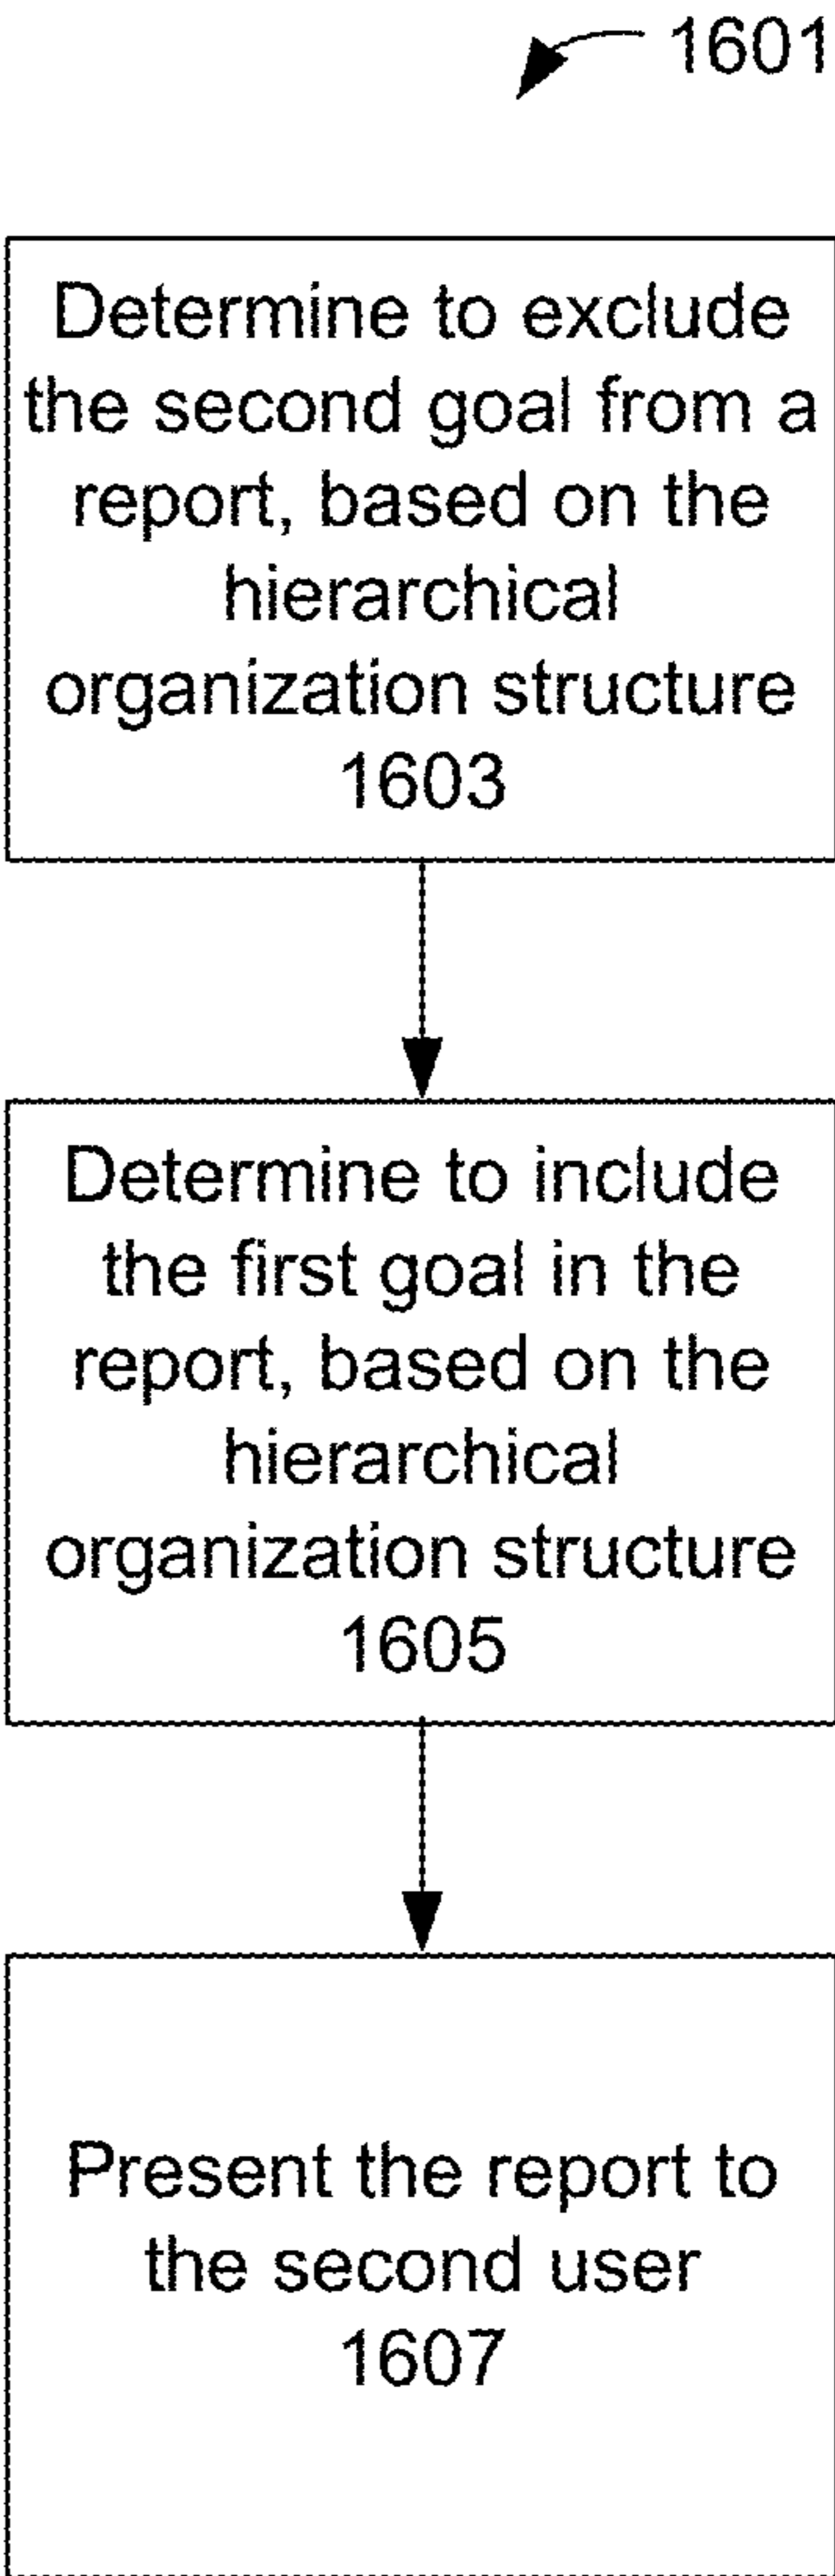 1601
Determine to exclude
the second goal from a
report, based on the
hierarchical
organization structure
1603
Determine to include
the first goal in the
report, based on the
hierarchical
organization structure
1605
Present the report to
the second user
1607